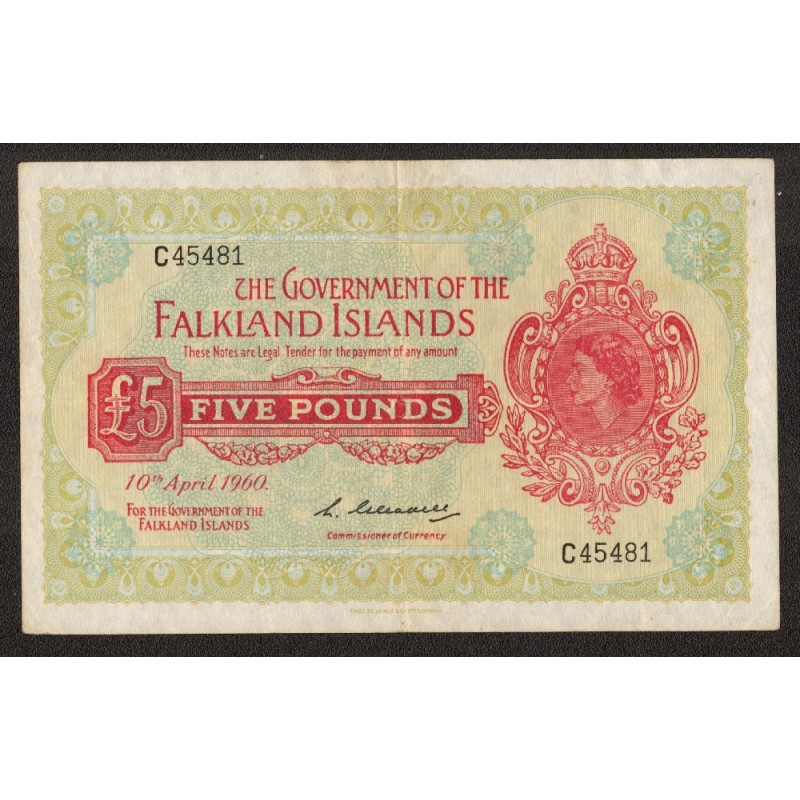 C45481
THE GOVERNMENT OF THE
FALKLAND ISLANDS
These Notes are Legal Tender for the payment of any amount
£5
FIVE POUNDS
10th April 1960.
FOR THE GOVERNMENT OF THE
FALKLAND ISLANDS
Commissioner of Currency
C45481